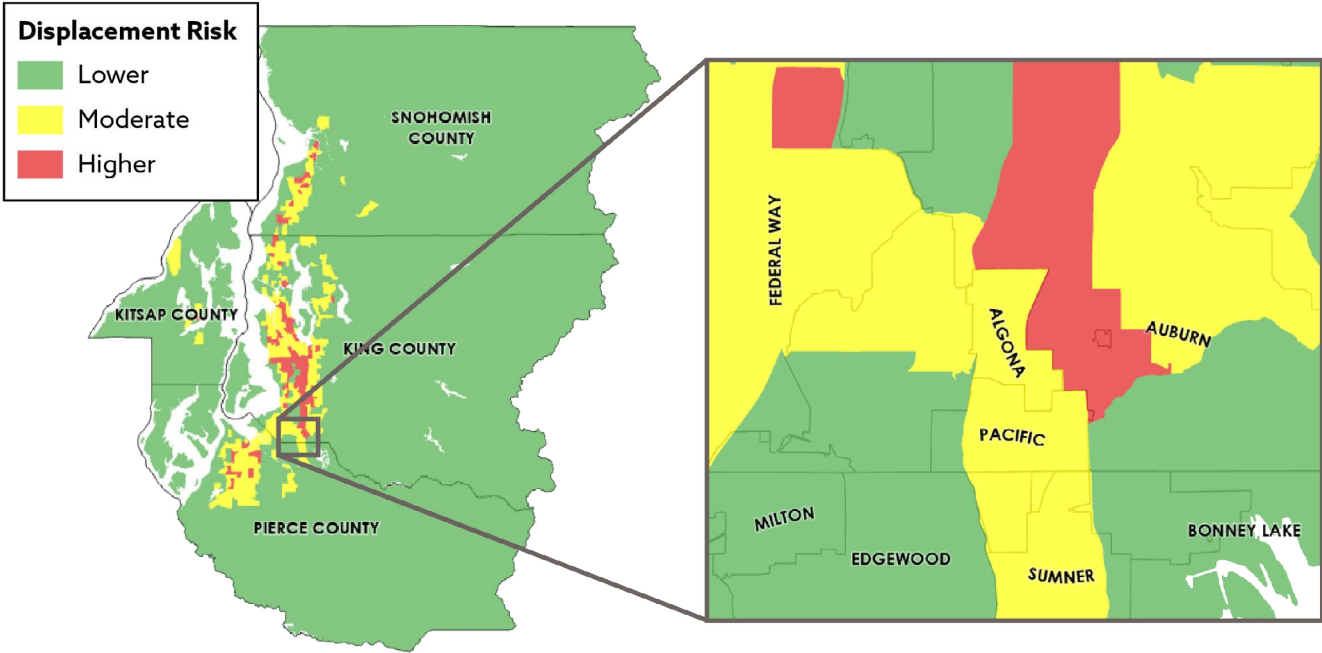 Displacement Risk
Lower
Moderate
Higher
SNOHOMISH
COUNTY
KITSAP COUNTY
KING COUNTY
PIERCE COUNTY
FEDERAL WAY
ALGONA
AUBURN
PACIFIC
MILTON
EDGEWOOD
BONNEY LAKE
SUMNER